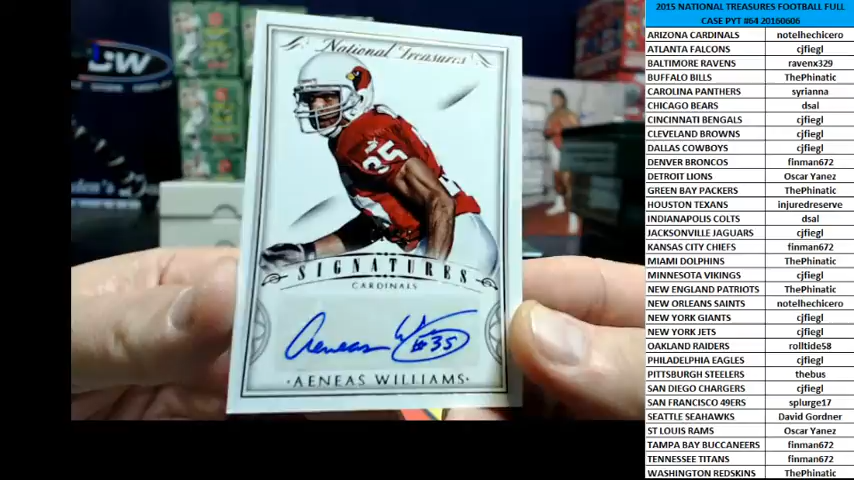 2015 NATIONAL TREASURES FOOTBALL FULL
CASE PYT #64 20160606
ARIZONA CARDINALS notelhechicero
ATLANTA FALCONS cjfiegl
BALTIMORE RAVENS ravenx329
BUFFALO BILLS ThePhinatic
CAROLINA PANTHERS syrianna
CHICAGO BEARS dsal
CINCINNATI BENGALS cjfiegl
CLEVELAND BROWNS cjfiegl
DALLAS COWBOYS cjfiegl
DENVER BRONCOS finman672
DETROIT LIONS Oscar Yanez
GREEN BAY PACKERS ThePhinatic
HOUSTON TEXANS injuredreserve
INDIANAPOLIS COLTS dsal
JACKSONVILLE JAGUARS cjfiegl
KANSAS CITY CHIEFS finman672
MIAMI DOLPHINS ThePhinatic
MINNESOTA VIKINGS cjfiegl
NEW ENGLAND PATRIOTS ThePhinatic
NEW ORLEANS SAINTS notelhechicero
NEW YORK GIANTS cjfiegl
NEW YORK JETS cjfiegl
OAKLAND RAIDERS rolltide58
PHILADELPHIA EAGLES cjfiegl
PITTSBURGH STEELERS thebus
SAN DIEGO CHARGERS cjfiegl
SAN FRANCISCO 49ERS splurge17
SEATTLE SEAHAWKS David Gordner
ST LOUIS RAMS Oscar Yanez
TAMPA BAY BUCCANEERS finman672
TENNESSEE TITANS finman672
WASHINGTON REDSKINS ThePhinatic
CW
National Treasures
35
SIGNATURES
CARDINALS
Aeneas W
#35
·AENEAS WILLIAMS·